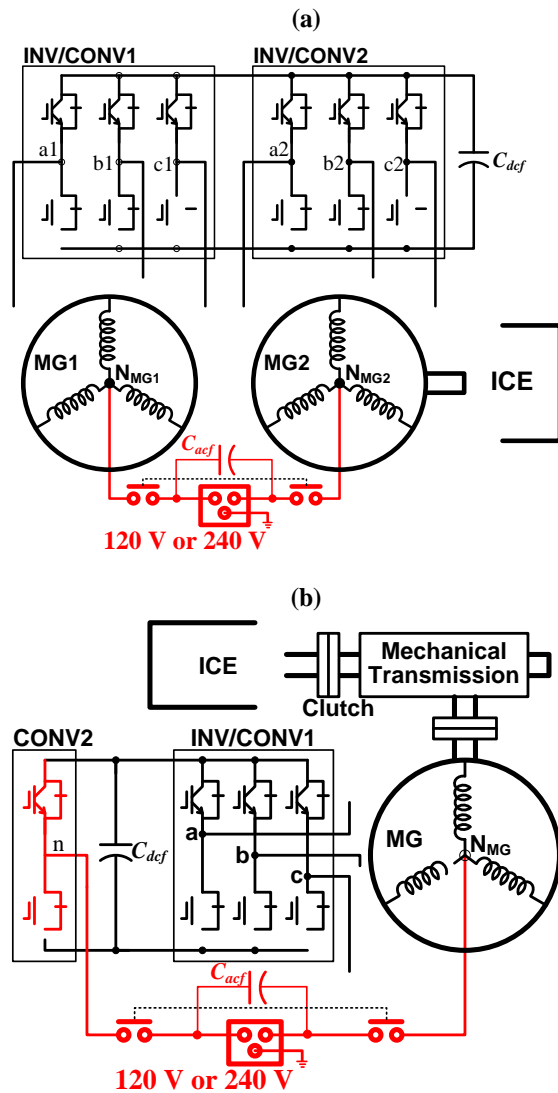 (a)
INV/CONV1
INV/CONV2
a1
b1
c1
a2
b2
c2
C_dcf
MG1
N_MG1
MG2
N_MG2
ICE
C_acf
120 V or 240 V
(b)
ICE
Clutch
Mechanical
Transmission
CONV2
INV/CONV1
n
C_dcf
a
b
c
MG
N_MG
C_acf
120 V or 240 V